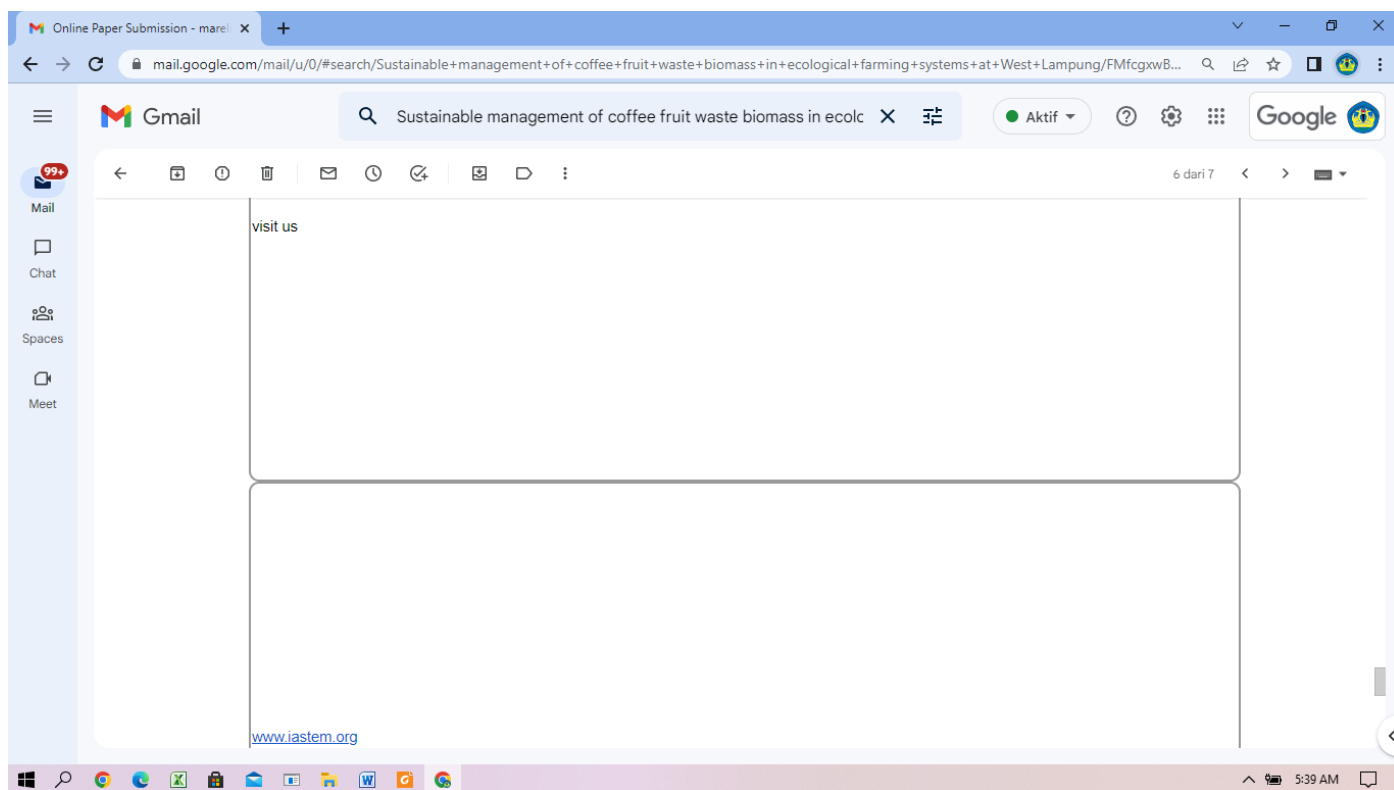 Online Paper Submission - mareli
mail.google.com/mail/u/0/#search/Sustainable+management+of+coffee+fruit+waste+biomass+in+ecological+farming+systems+at+West+Lampung/FMfcgxwB...
Gmail
Sustainable management of coffee fruit waste biomass in ecolc
Aktif
Google
99+
6 dari 7
Mail
visit us
Chat
Spaces
Meet
www.iastem.org
5:39 AM